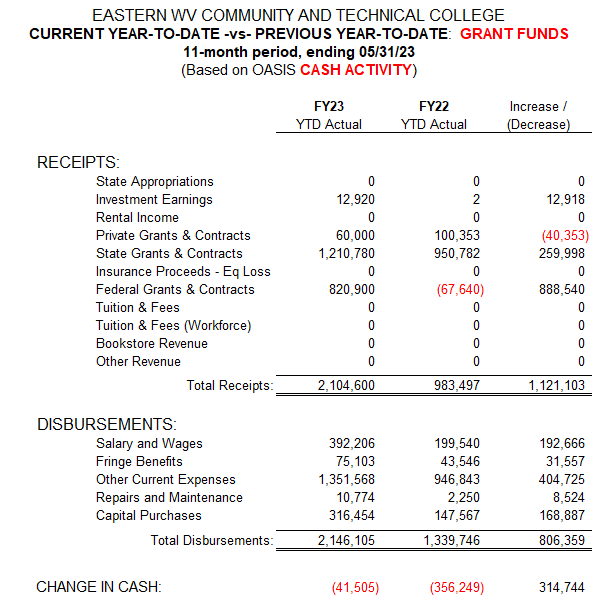 EASTERN WV COMMUNITY AND TECHNICAL COLLEGE
CURRENT YEAR-TO-DATE -vs- PREVIOUS YEAR-TO-DATE: GRANT FUNDS
11-month period, ending 05/31/23
(Based on OASIS CASH ACTIVITY)
FY23 FY22 Increase /
YTD Actual YTD Actual (Decrease)
RECEIPTS:
State Appropriations 0 0 0
Investment Earnings 12,920 2 12,918
Rental Income 0 0 0
Private Grants & Contracts 60,000 100,353 (40,353)
State Grants & Contracts 1,210,780 950,782 259,998
Insurance Proceeds - Eq Loss 0 0 0
Federal Grants & Contracts 820,900 (67,640) 888,540
Tuition & Fees 0 0 0
Tuition & Fees (Workforce) 0 0 0
Bookstore Revenue 0 0 0
Other Revenue 0 0 0
Total Receipts: 2,104,600 983,497 1,121,103
DISBURSEMENTS:
Salary and Wages 392,206 199,540 192,666
Fringe Benefits 75,103 43,546 31,557
Other Current Expenses 1,351,568 946,843 404,725
Repairs and Maintenance 10,774 2,250 8,524
Capital Purchases 316,454 147,567 168,887
Total Disbursements: 2,146,105 1,339,746 806,359
CHANGE IN CASH: (41,505) (356,249) 314,744